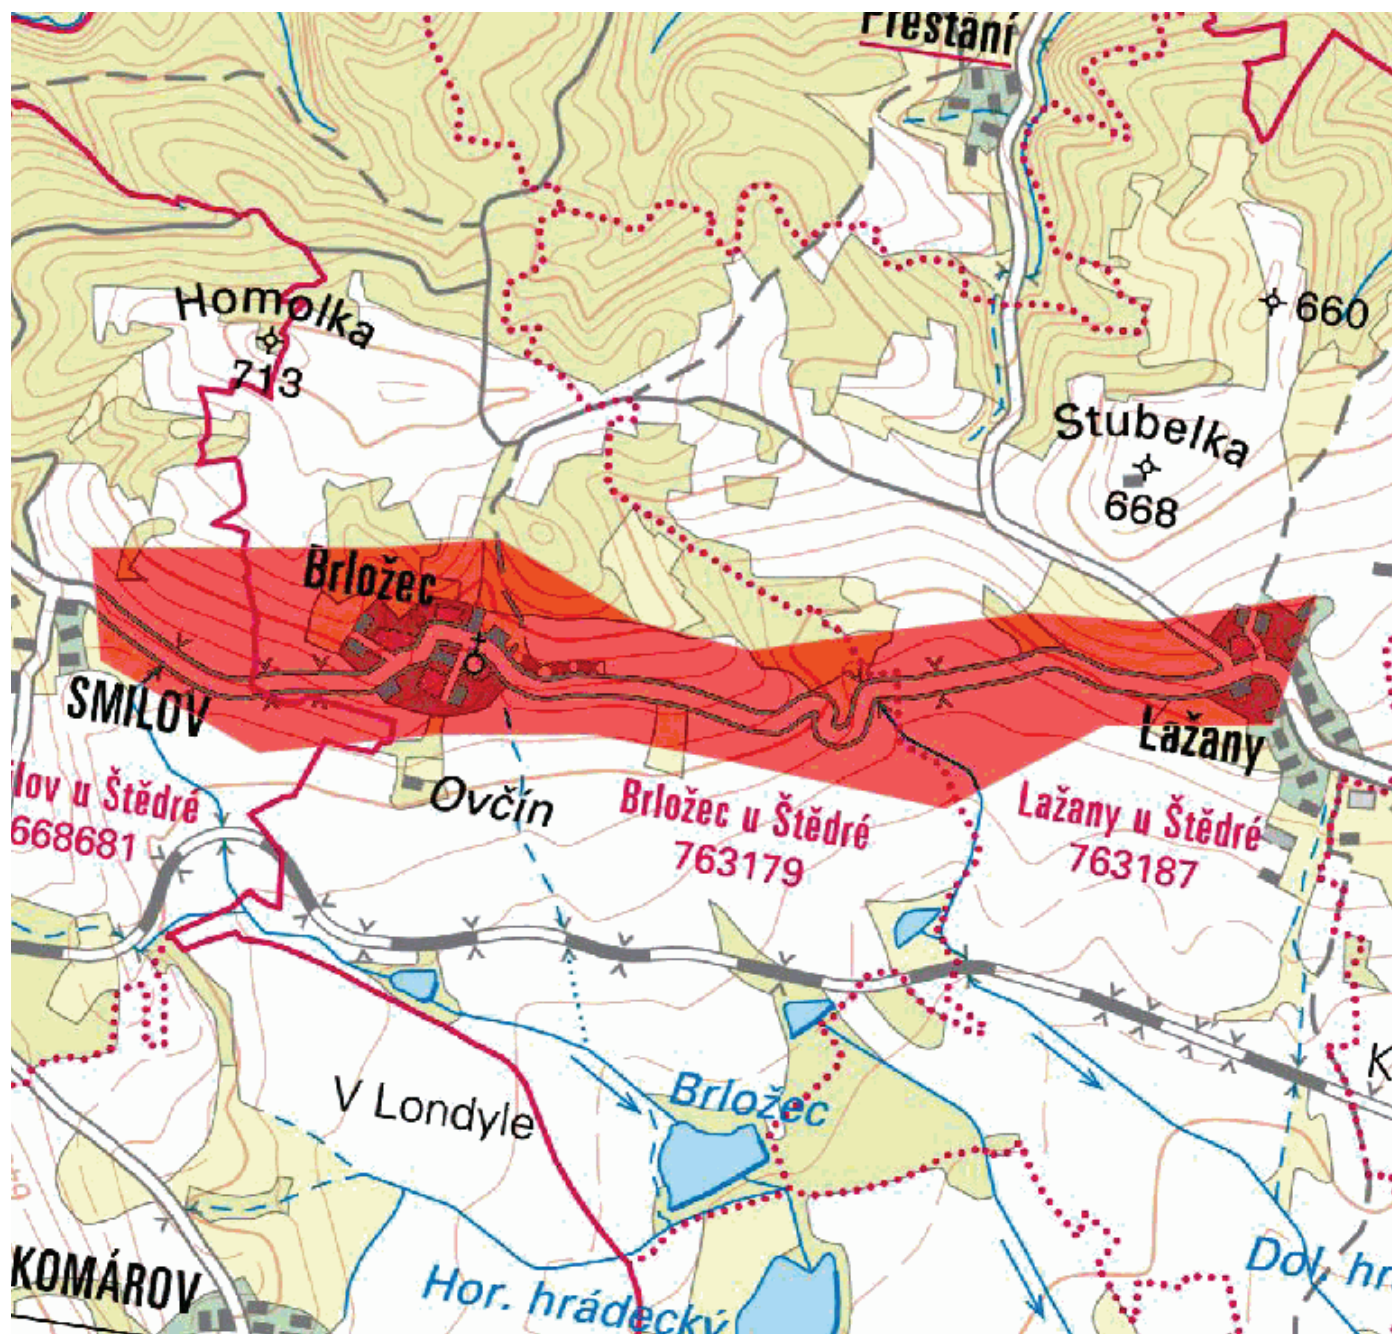 Přestání
Homolka
713
660
Stubelka
668
Brložec
SMILOV
Lažany
lov u Štědré
668681
Ovčín
Brložec u Štědré
763179
Lažany u Štědré
763187
V Londyle
Brložec
K
KOMÁROV
Hor. hrádecký
Dol. hr